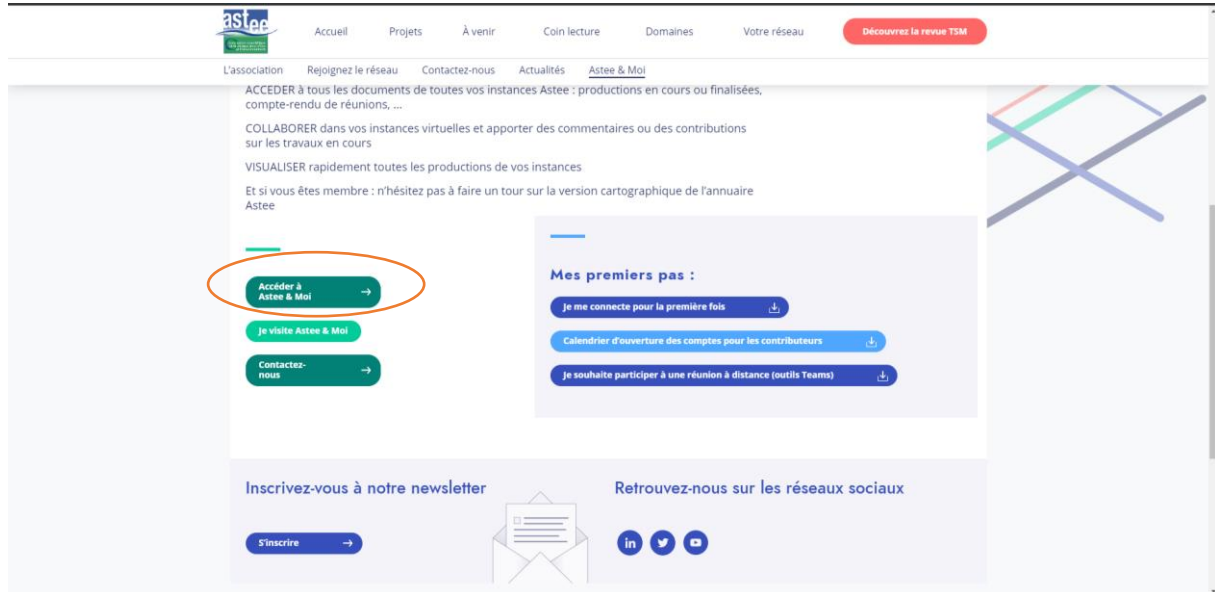 astee
Accueil
Projets
À venir
Coin lecture
Domaines
Votre réseau
Découvrez la revue TSM
L'association
Rejoignez le réseau
Contactez-nous
Actualités
Astee & Moi
ACCEDER à tous les documents de toutes vos instances Astee : productions en cours ou finalisées,
compte-rendu de réunions, ...
COLLABORER dans vos instances virtuelles et apporter des commentaires ou des contributions
sur les travaux en cours
VISUALISER rapidement toutes les productions de vos instances
Et si vous êtes membre : n'hésitez pas à faire un tour sur la version cartographique de l'annuaire
Astee
Accéder à
Astee & Moi
Je visite Astee & Moi
Contactez-
nous
Mes premiers pas :
Je me connecte pour la première fois
Calendrier d'ouverture des comptes pour les contributeurs
Je souhaite participer à une réunion à distance (outils Teams)
Inscrivez-vous à notre newsletter
S'inscrire
Retrouvez-nous sur les réseaux sociaux
in